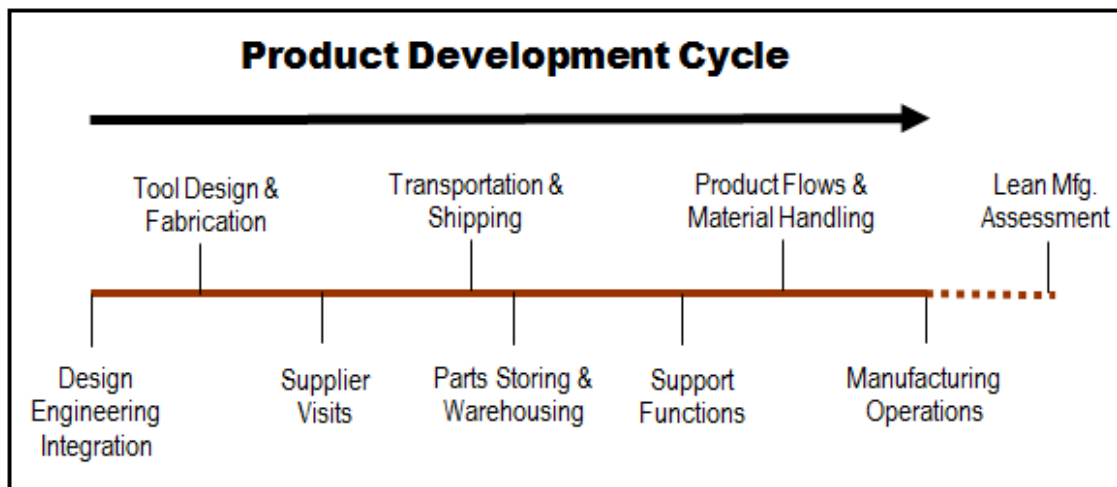 Product Development Cycle
Tool Design &
Fabrication
Transportation &
Shipping
Product Flows &
Material Handling
Lean Mfg.
Assessment
Design
Engineering
Integration
Supplier
Visits
Parts Storing &
Warehousing
Support
Functions
Manufacturing
Operations